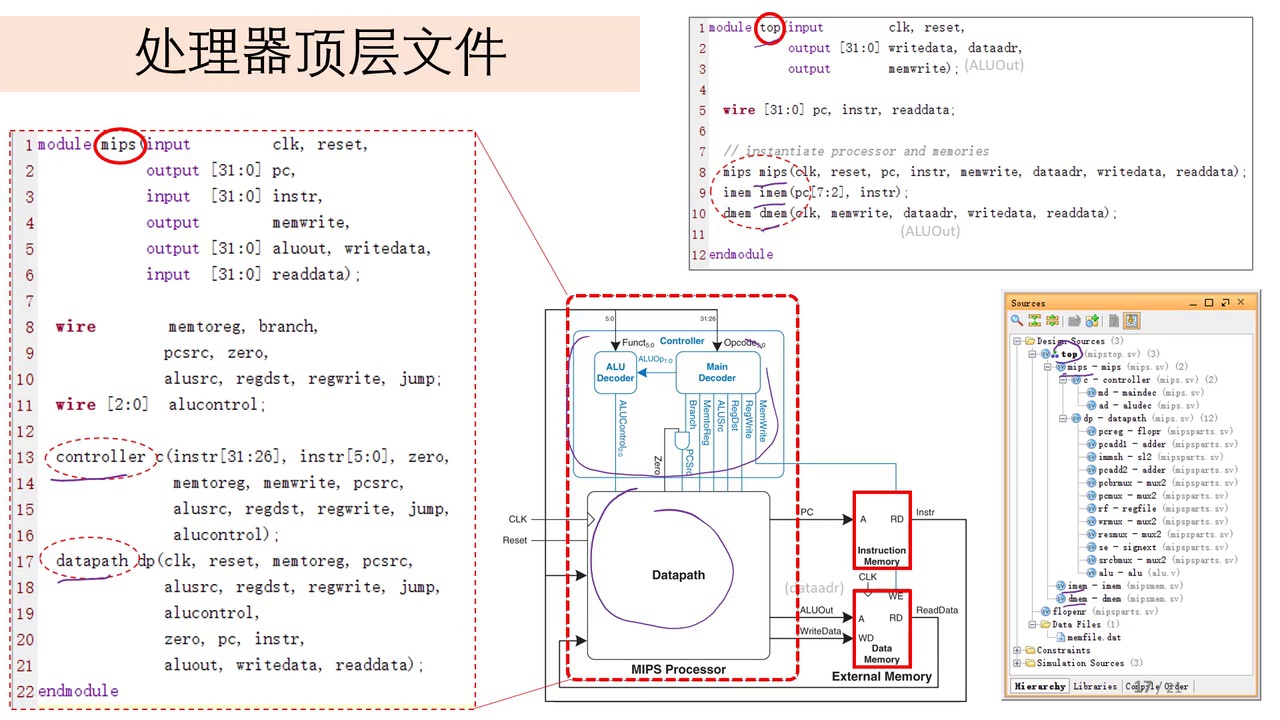 处理器顶层文件
1 module top(input clk, reset,
2 output [31:0] writedata, dataadr,
3 output memwrite); (ALUOut)
4
5 wire [31:0] pc, instr, readdata;
6
7 // instantiate processor and memories
8 mips mips(clk, reset, pc, instr, memwrite, dataadr, writedata, readdata);
9 imem imem(pc[7:2], instr);
10 dmem dmem(clk, memwrite, dataadr, writedata, readdata);
11 (ALUOut)
12 endmodule
1 module mips(input clk, reset,
2 output [31:0] pc,
3 input [31:0] instr,
4 output memwrite,
5 output [31:0] aluout, writedata,
6 input [31:0] readdata);
7
8 wire memtoreg, branch,
9 pcsrc, zero,
10 alusrc, regdst, regwrite, jump;
11 wire [2:0] alucontrol;
12
13 controller c(instr[31:26], instr[5:0], zero,
14 memtoreg, memwrite, pcsrc,
15 alusrc, regdst, regwrite, jump,
16 alucontrol);
17 datapath dp(clk, reset, memtoreg, pcsrc,
18 alusrc, regdst, regwrite, jump,
19 alucontrol,
20 zero, pc, instr,
21 aluout, writedata, readdata);
22 endmodule
5:0
31:26
Funct5:0
Controller
Opcode5:0
ALU
Decoder
ALUOp1:0
Main
Decoder
ALUControl2:0
Zero
Branch
PCSrc
MemtoReg
ALUSrc
RegDst
RegWrite
MemWrite
CLK
Reset
Datapath
MIPS Processor
PC
A RD
Instr
Instruction
Memory
CLK
(dataadr)
WE
ALUOut
A RD
ReadData
WriteData
WD
Data
Memory
External Memory
Sources
Design Sources (3)
top (mipstop.sv) (3)
mips - mips (mips.sv) (2)
c - controller (mips.sv) (2)
md - maindec (mips.sv)
ad - aludec (mips.sv)
dp - datapath (mips.sv) (12)
pcreg - flopr (mipsparts.sv)
pcadd1 - adder (mipsparts.sv)
immsh - sl2 (mipsparts.sv)
pcadd2 - adder (mipsparts.sv)
pcbrmux - mux2 (mipsparts.sv)
pcmux - mux2 (mipsparts.sv)
rf - regfile (mipsparts.sv)
wrmux - mux2 (mipsparts.sv)
resmux - mux2 (mipsparts.sv)
se - signext (mipsparts.sv)
srcbmux - mux2 (mipsparts.sv)
alu - alu (alu.v)
imem - imem (mipsmem.sv)
dmem - dmem (mipsmem.sv)
flopenr (mipsparts.sv)
Data Files (1)
memfile.dat
Constraints
Simulation Sources (3)
Hierarchy Libraries Compile Order